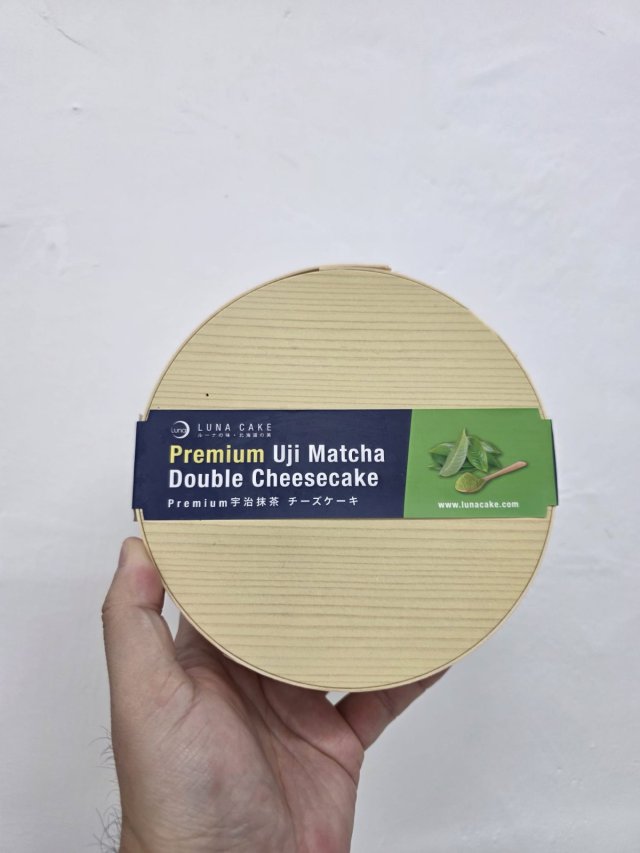 Luna
LUNA CAKE
ルーナの味・北海道の美
Premium Uji Matcha
Double Cheesecake
Premium宇治抹茶 チーズケーキ
www.lunacake.com